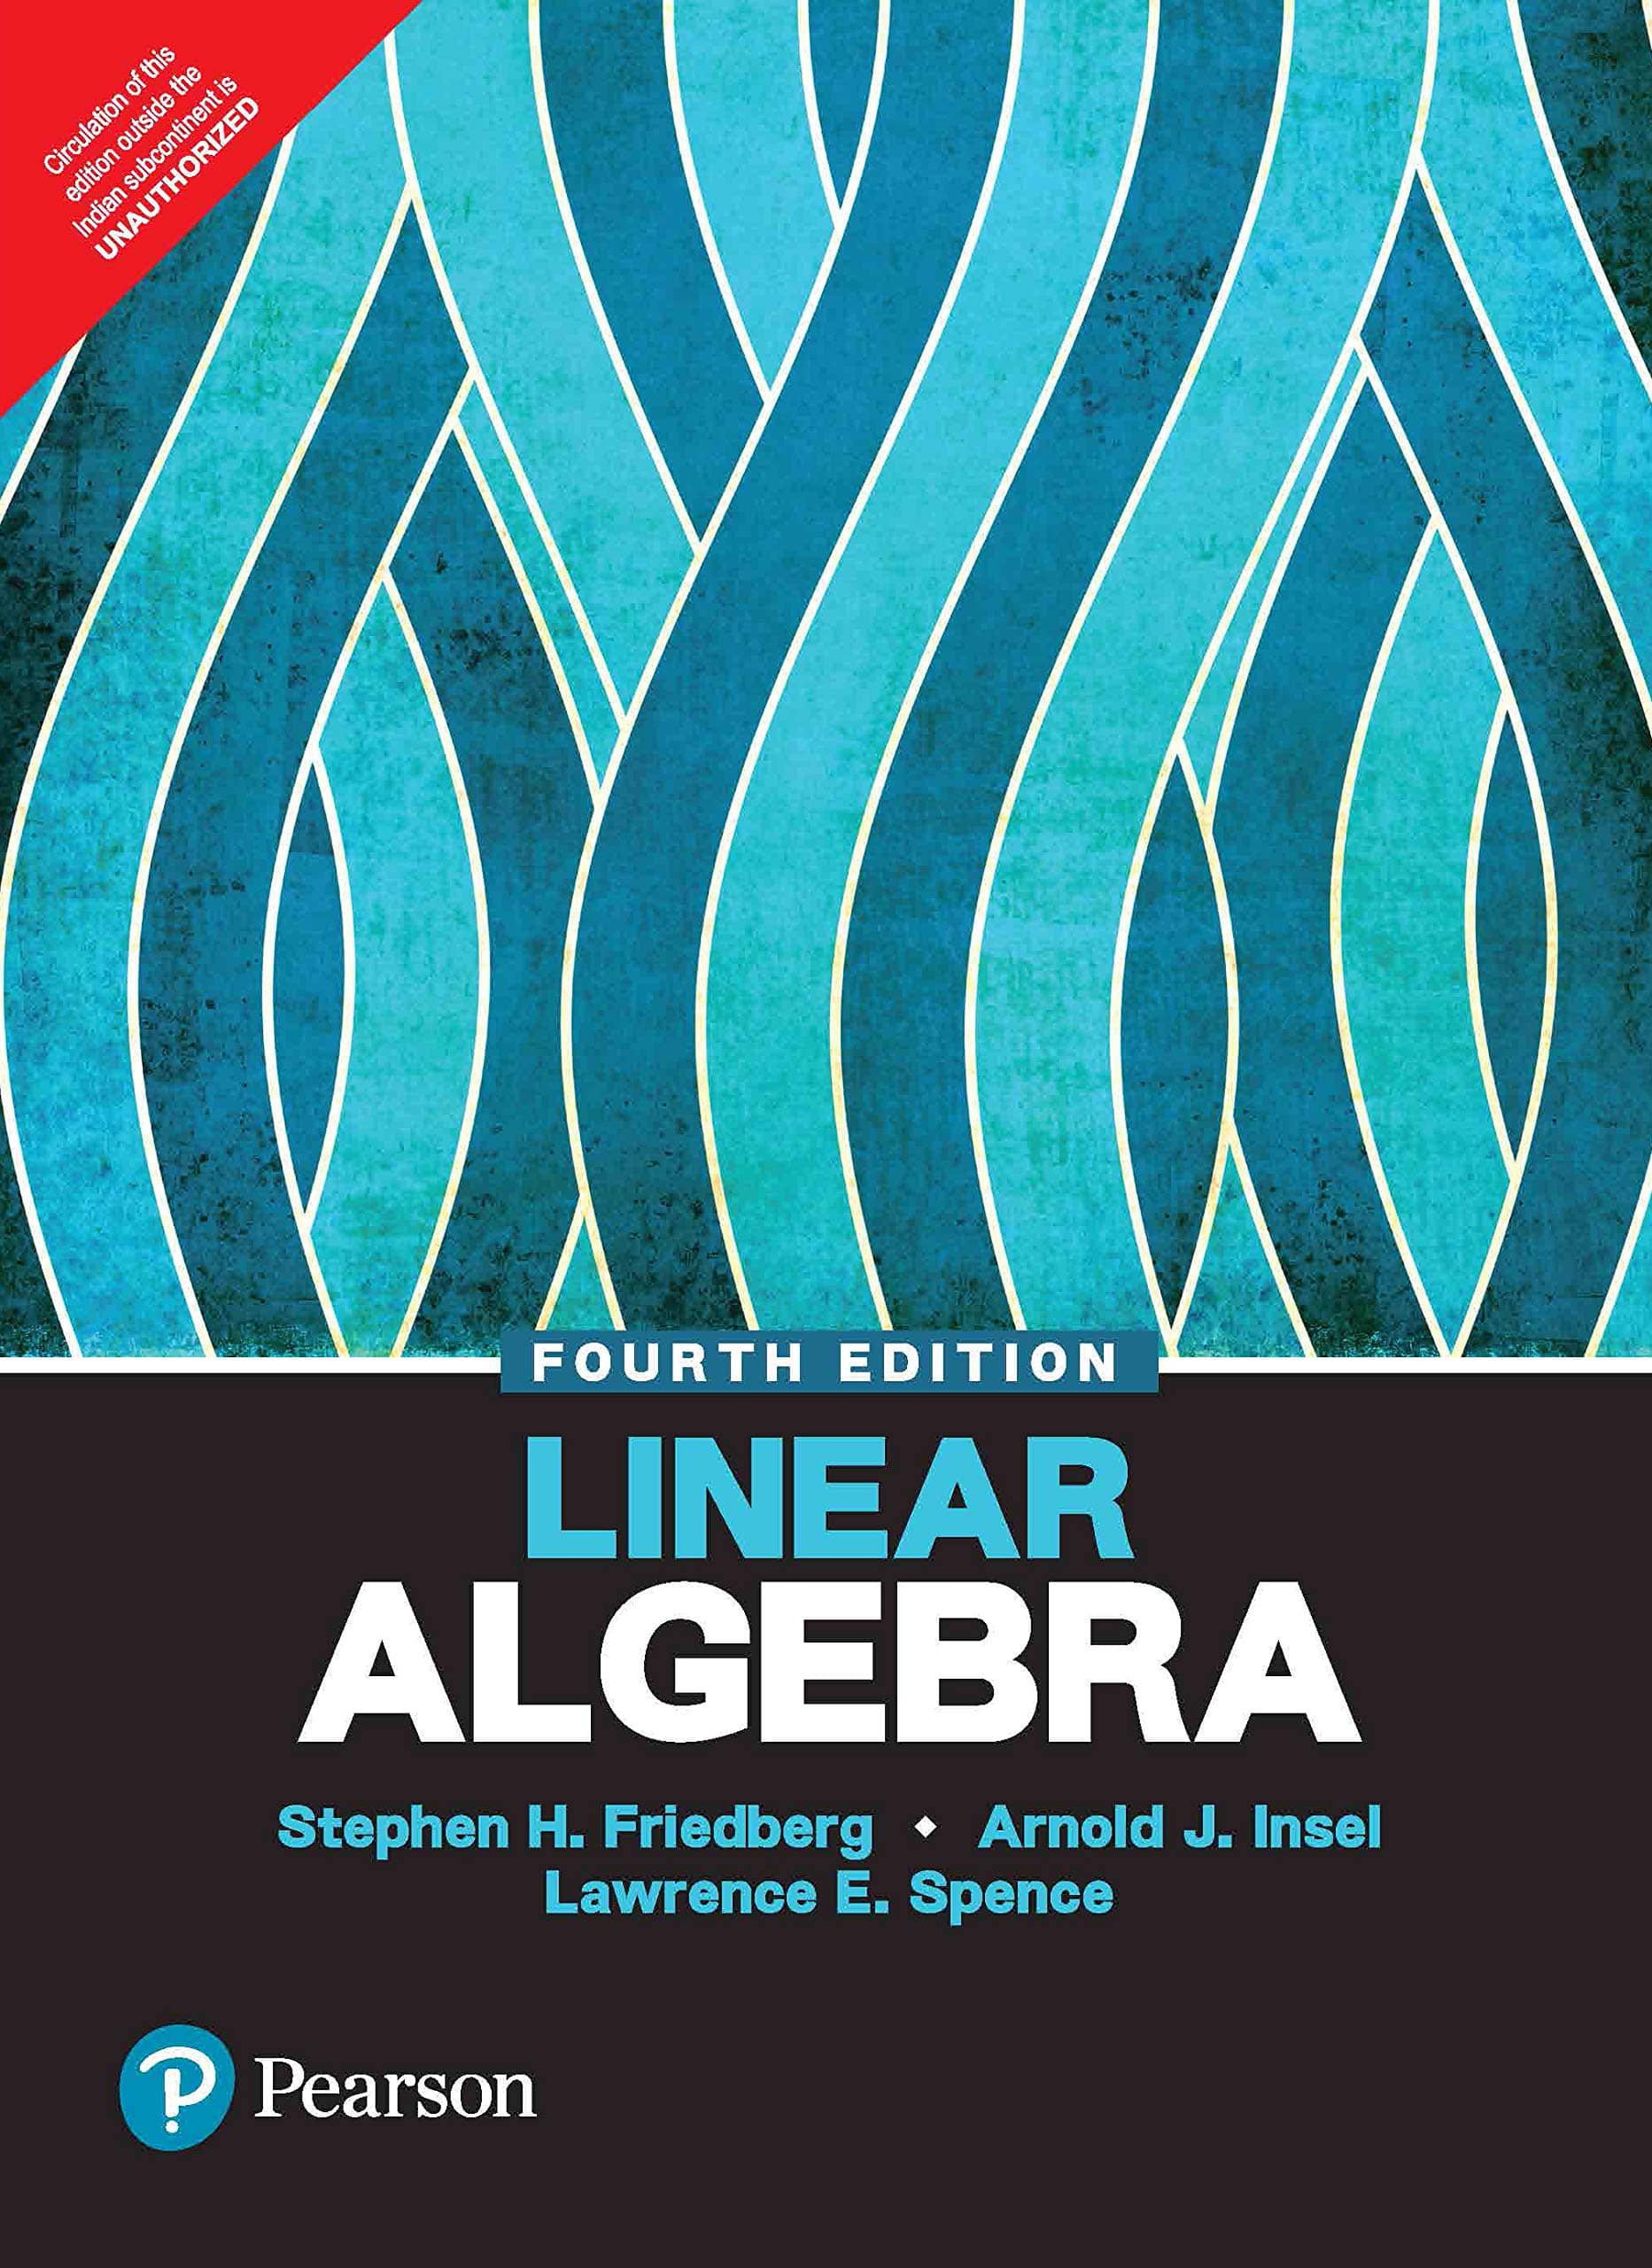 Circulation of this
edition outside the
Indian subcontinent is
UNAUTHORIZED
FOURTH EDITION
LINEAR
ALGEBRA
Stephen H. Friedberg ◆ Arnold J. Insel
Lawrence E. Spence
Pearson